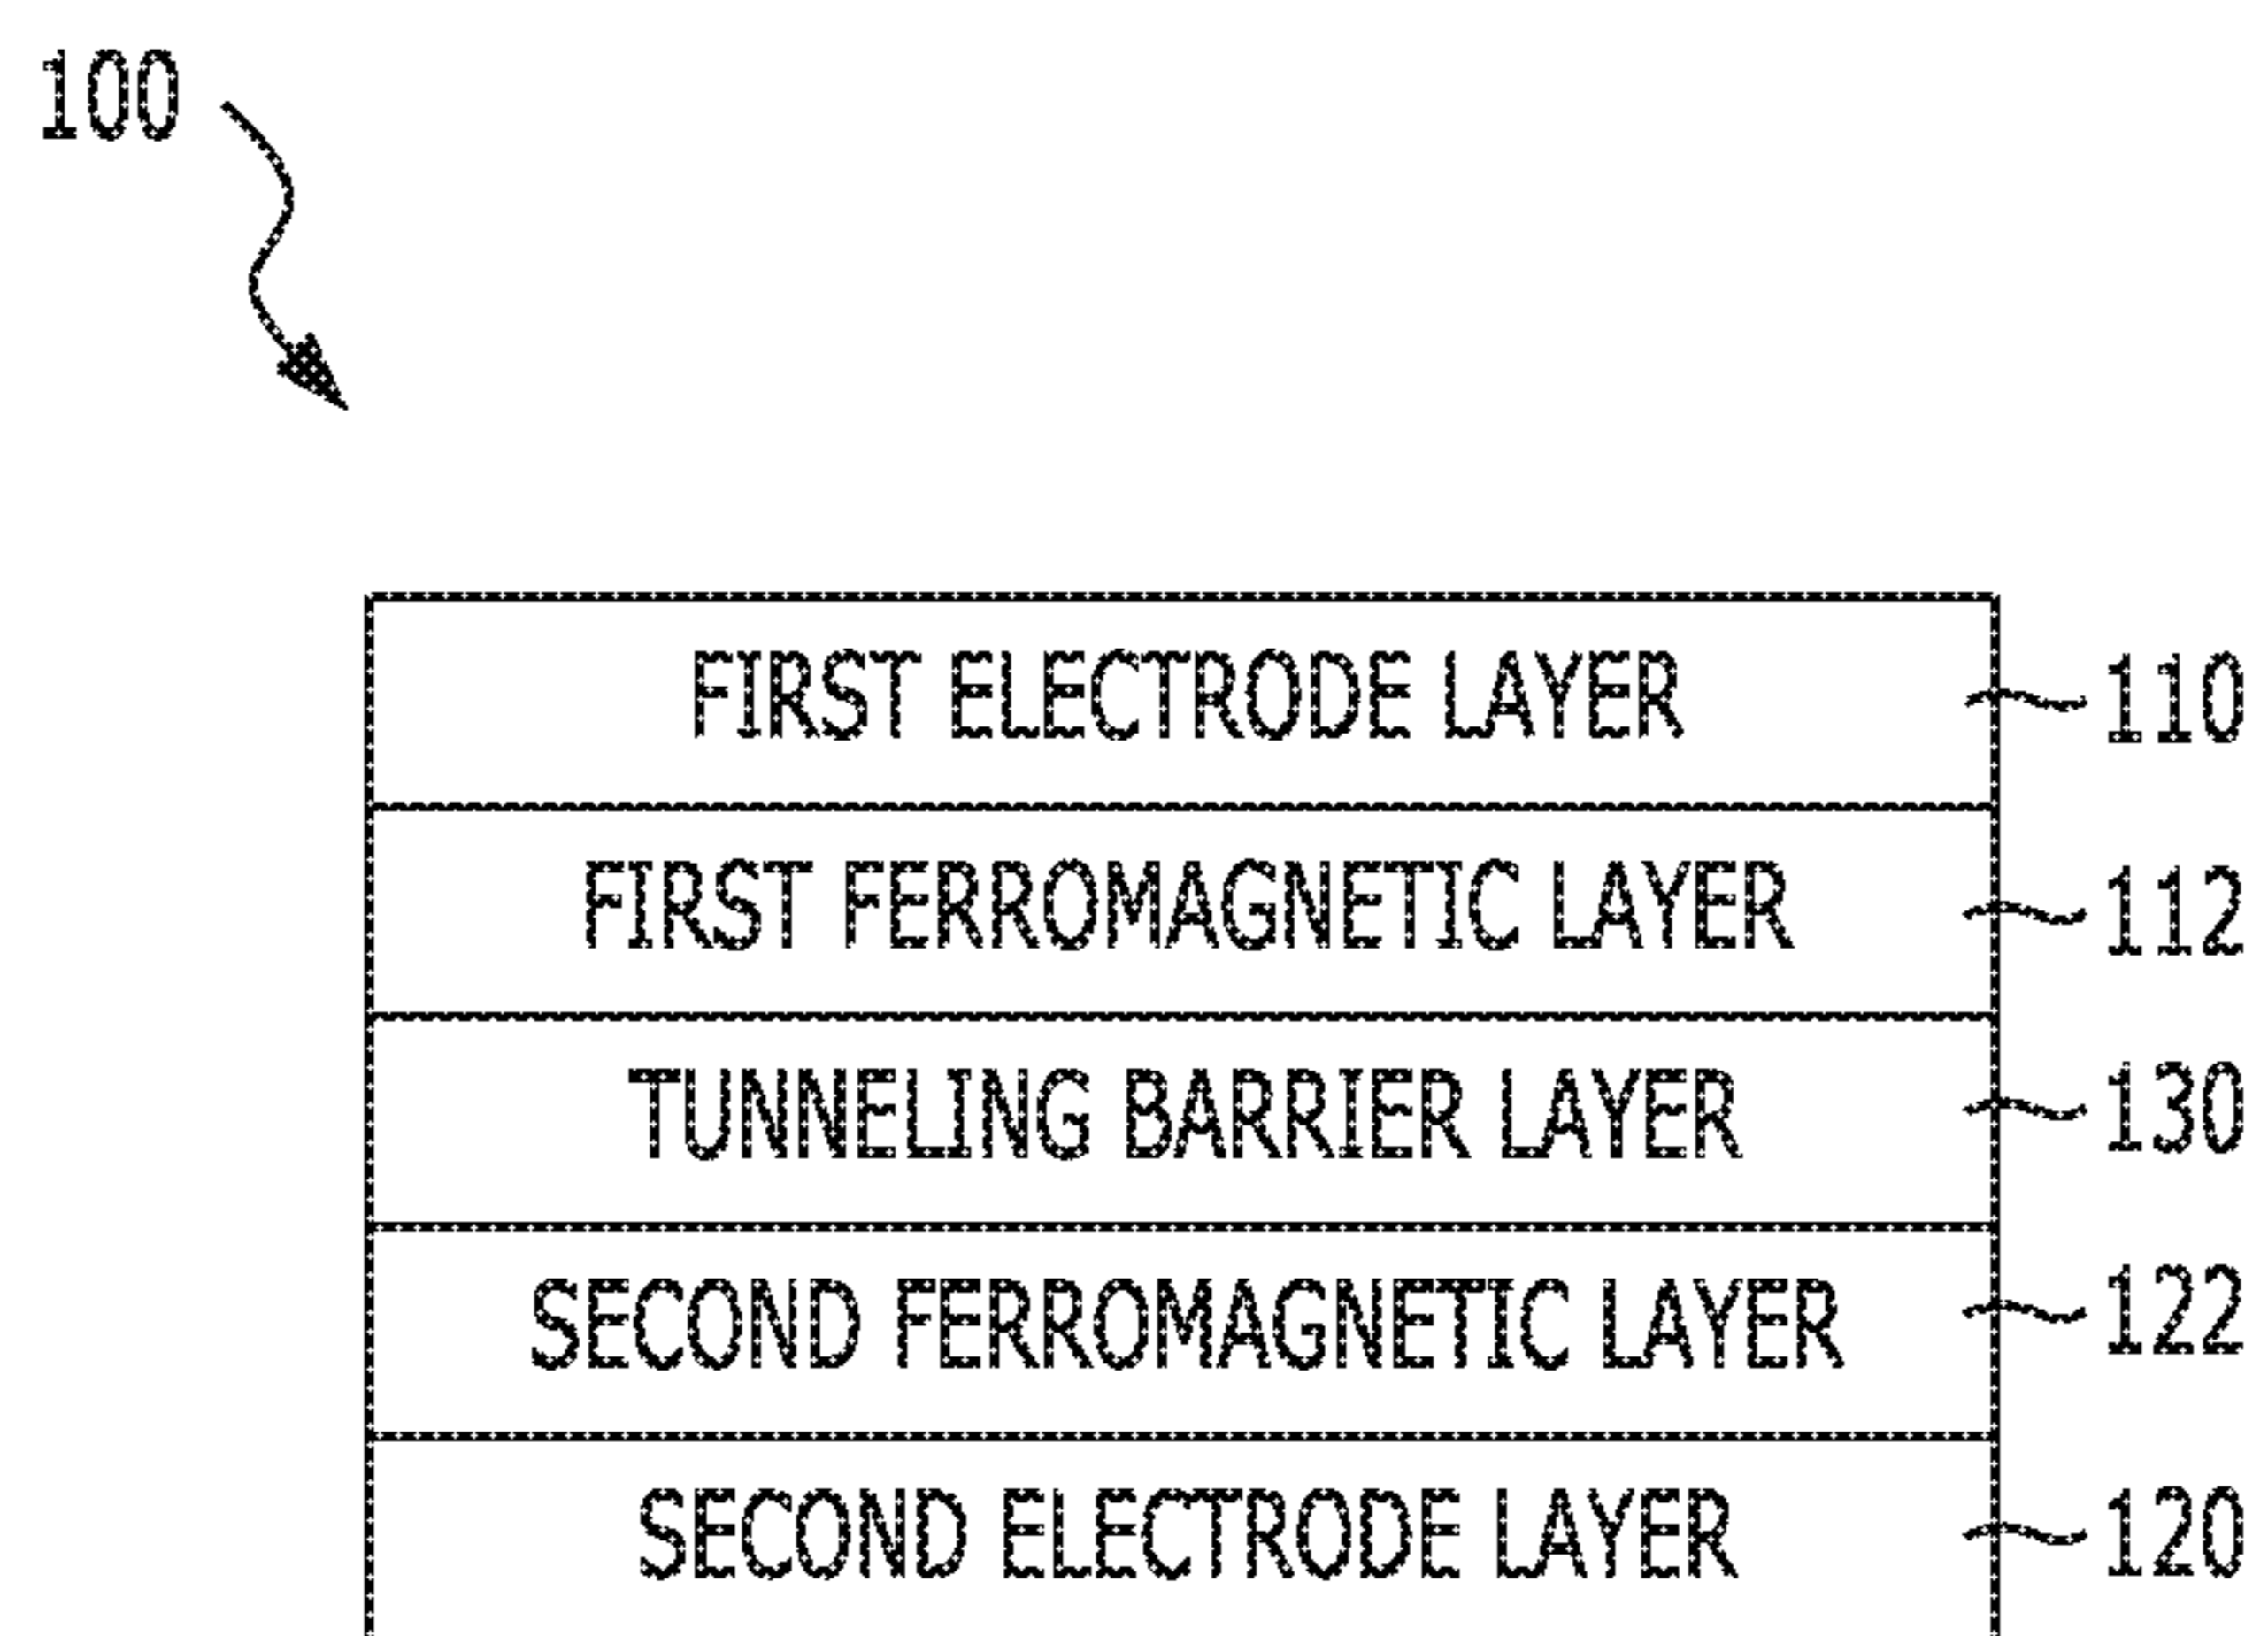 100
FIRST ELECTRODE LAYER 110
FIRST FERROMAGNETIC LAYER 112
TUNNELING BARRIER LAYER 130
SECOND FERROMAGNETIC LAYER 122
SECOND ELECTRODE LAYER 120